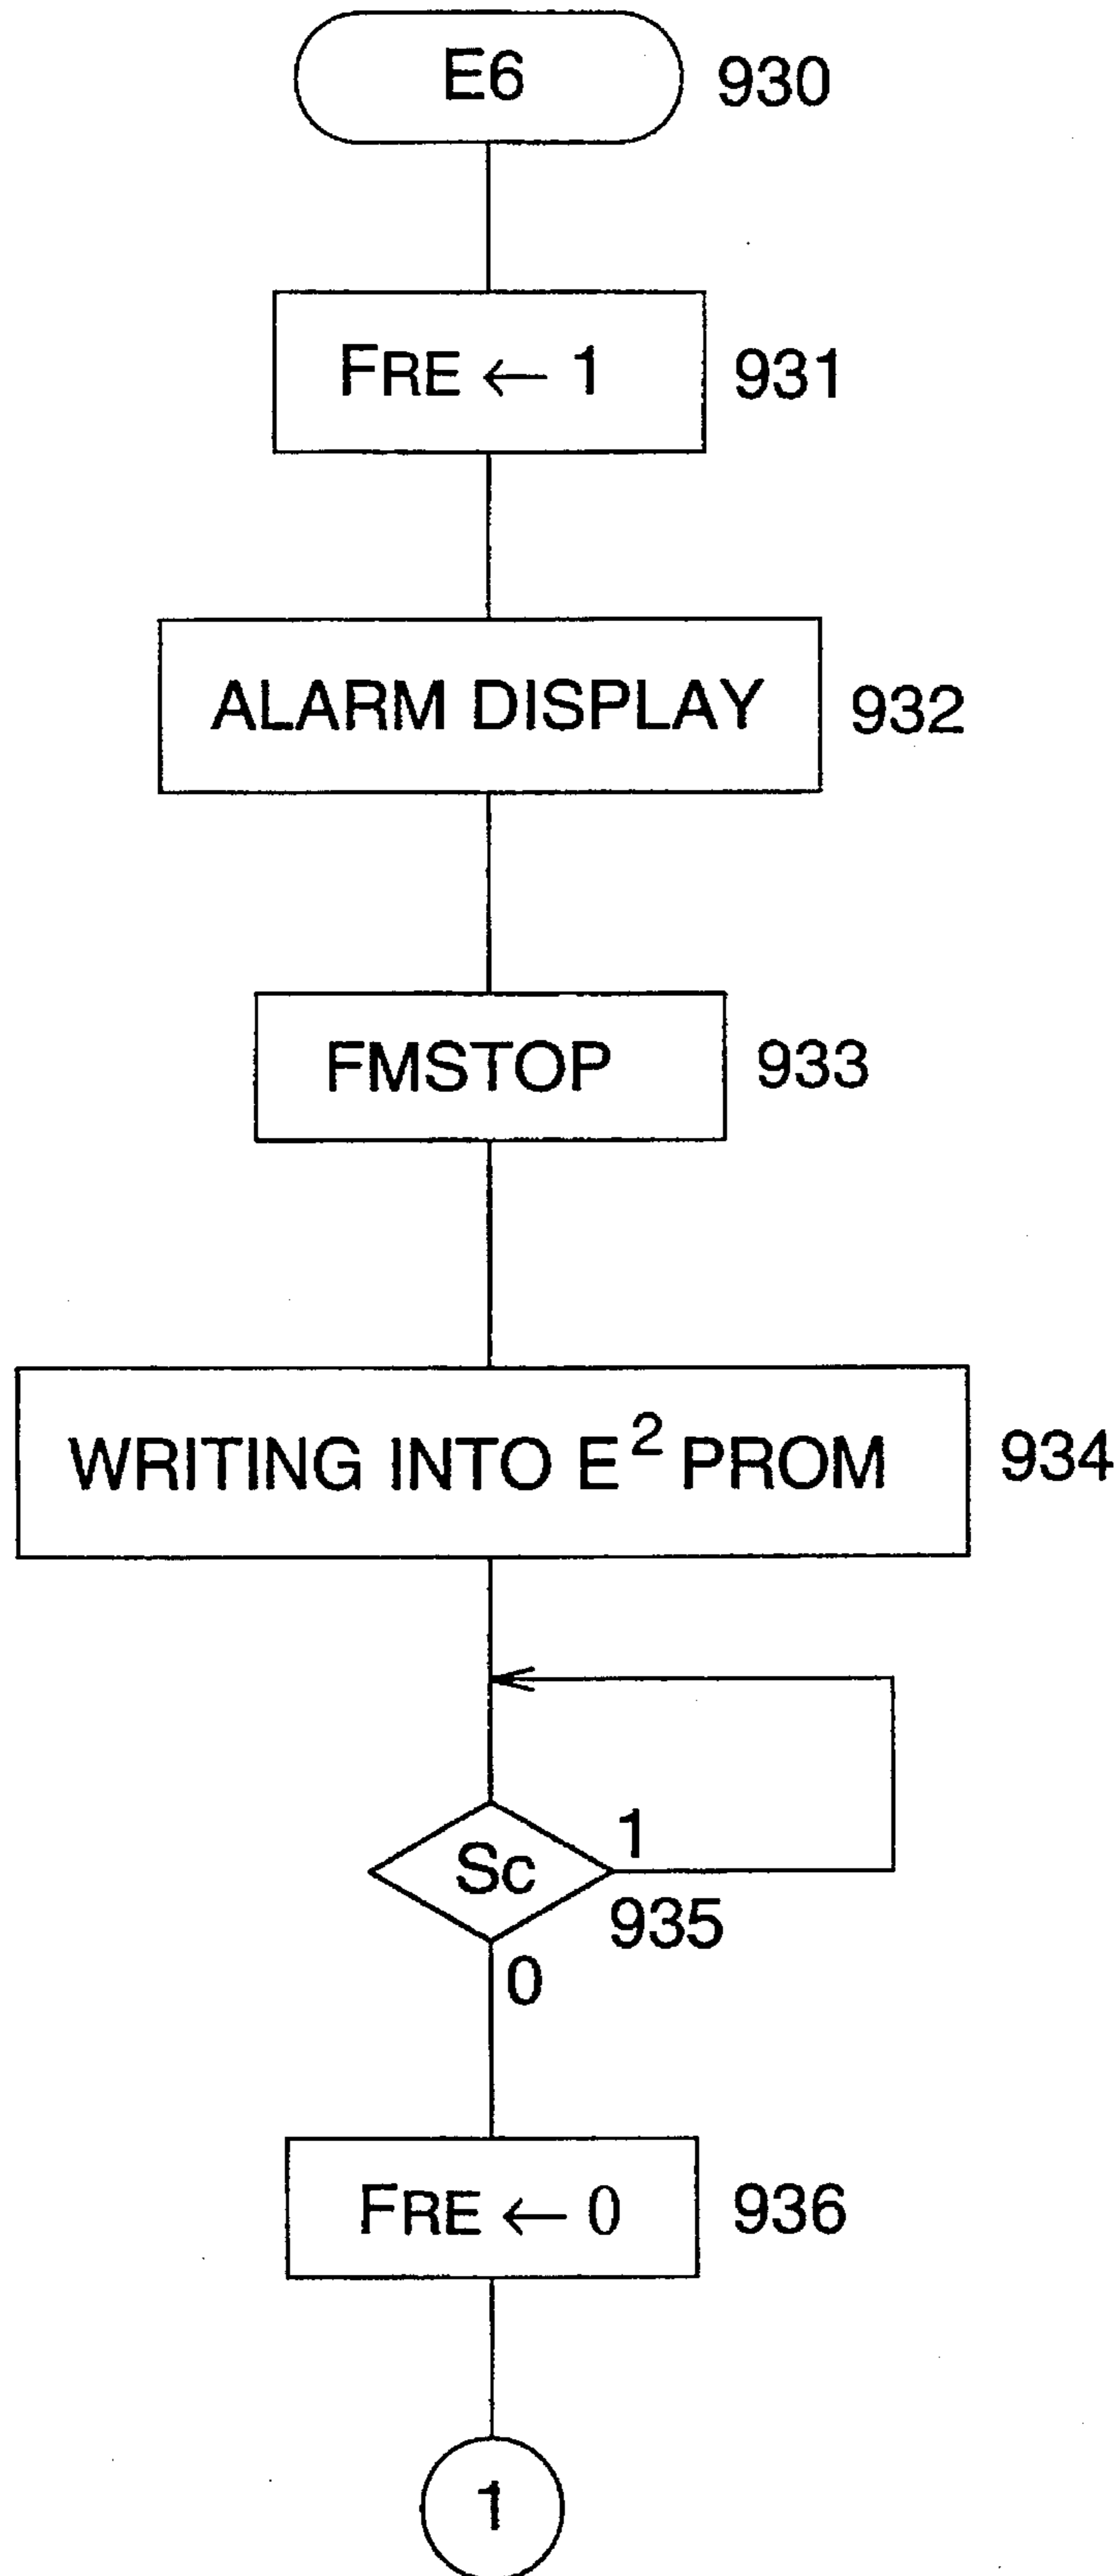 E6 930
FRE ← 1 931
ALARM DISPLAY 932
FMSTOP 933
WRITING INTO E² PROM 934
1
Sc
935
0
FRE ← 0 936
1